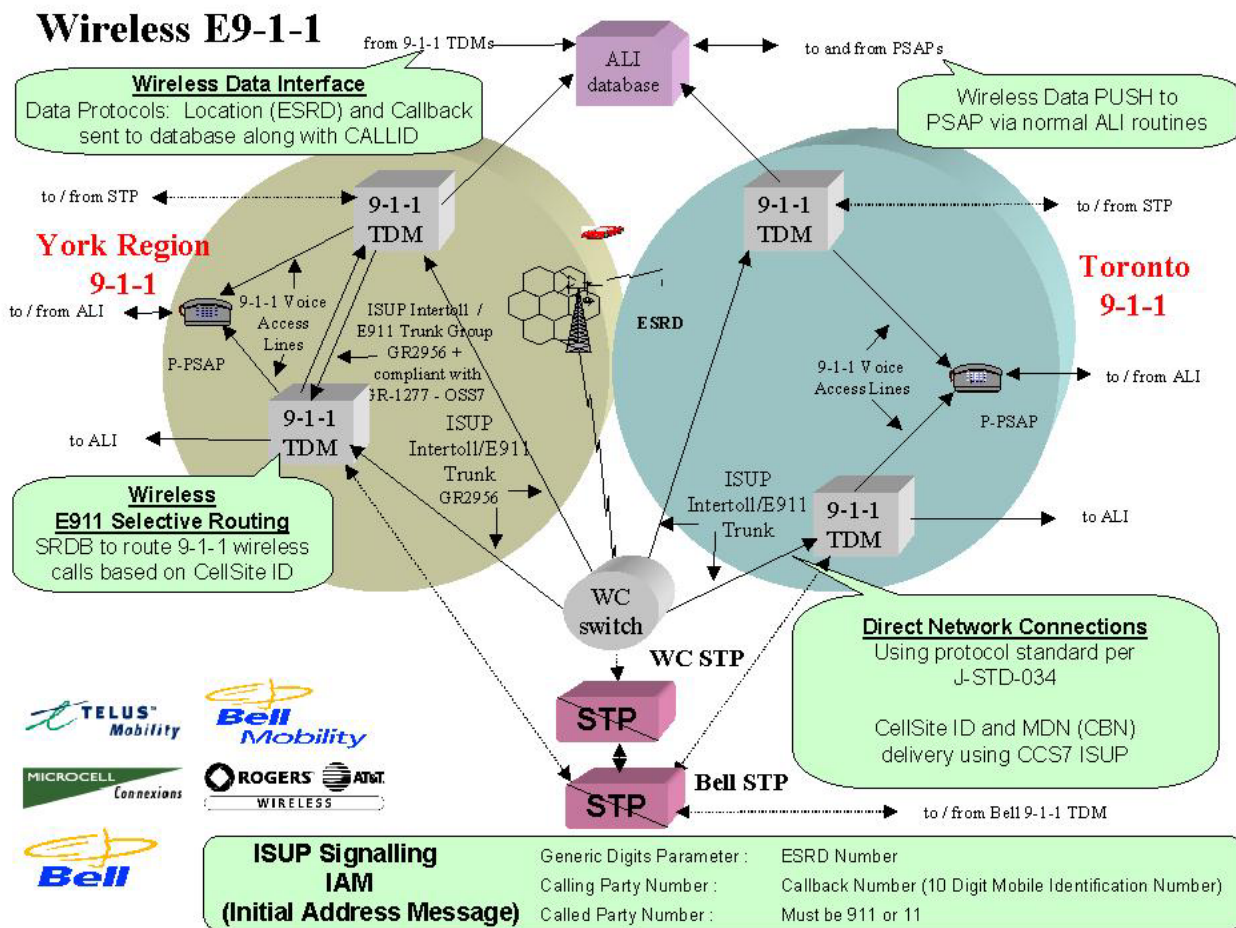 Wireless E9-1-1
from 9-1-1 TDMs
ALI
database
to and from PSAPs
Wireless Data Interface
Data Protocols: Location (ESRD) and Callback
sent to database along with CALLID
Wireless Data PUSH to
PSAP via normal ALI routines
to / from STP
9-1-1
TDM
9-1-1
TDM
to / from STP
York Region
9-1-1
Toronto
9-1-1
to / from ALI
9-1-1 Voice
Access
Lines
P-PSAP
ISUP Intertoll /
E911 Trunk Group
GR2956 +
compliant with
GR-1277 - OSS7
ESRD
9-1-1 Voice
Access Lines
to / from ALI
P-PSAP
9-1-1
TDM
to ALI
ISUP
Intertoll/E911
Trunk
GR2956
ISUP
Intertoll/E911
Trunk
9-1-1
TDM
to ALI
Wireless
E911 Selective Routing
SRDB to route 9-1-1 wireless
calls based on CellSite ID
WC
switch
WC STP
STP
Direct Network Connections
Using protocol standard per
J-STD-034
CellSite ID and MDN (CBN)
delivery using CCS7 ISUP
TELUS™
Mobility
Bell
Mobility
MICROCELL
Connexions
ROGERS™ AT&T
WIRELESS
Bell STP
STP
to / from Bell 9-1-1 TDM
Bell
ISUP Signalling
IAM
(Initial Address Message)
Generic Digits Parameter : ESRD Number
Calling Party Number : Callback Number (10 Digit Mobile Identification Number)
Called Party Number : Must be 911 or 11